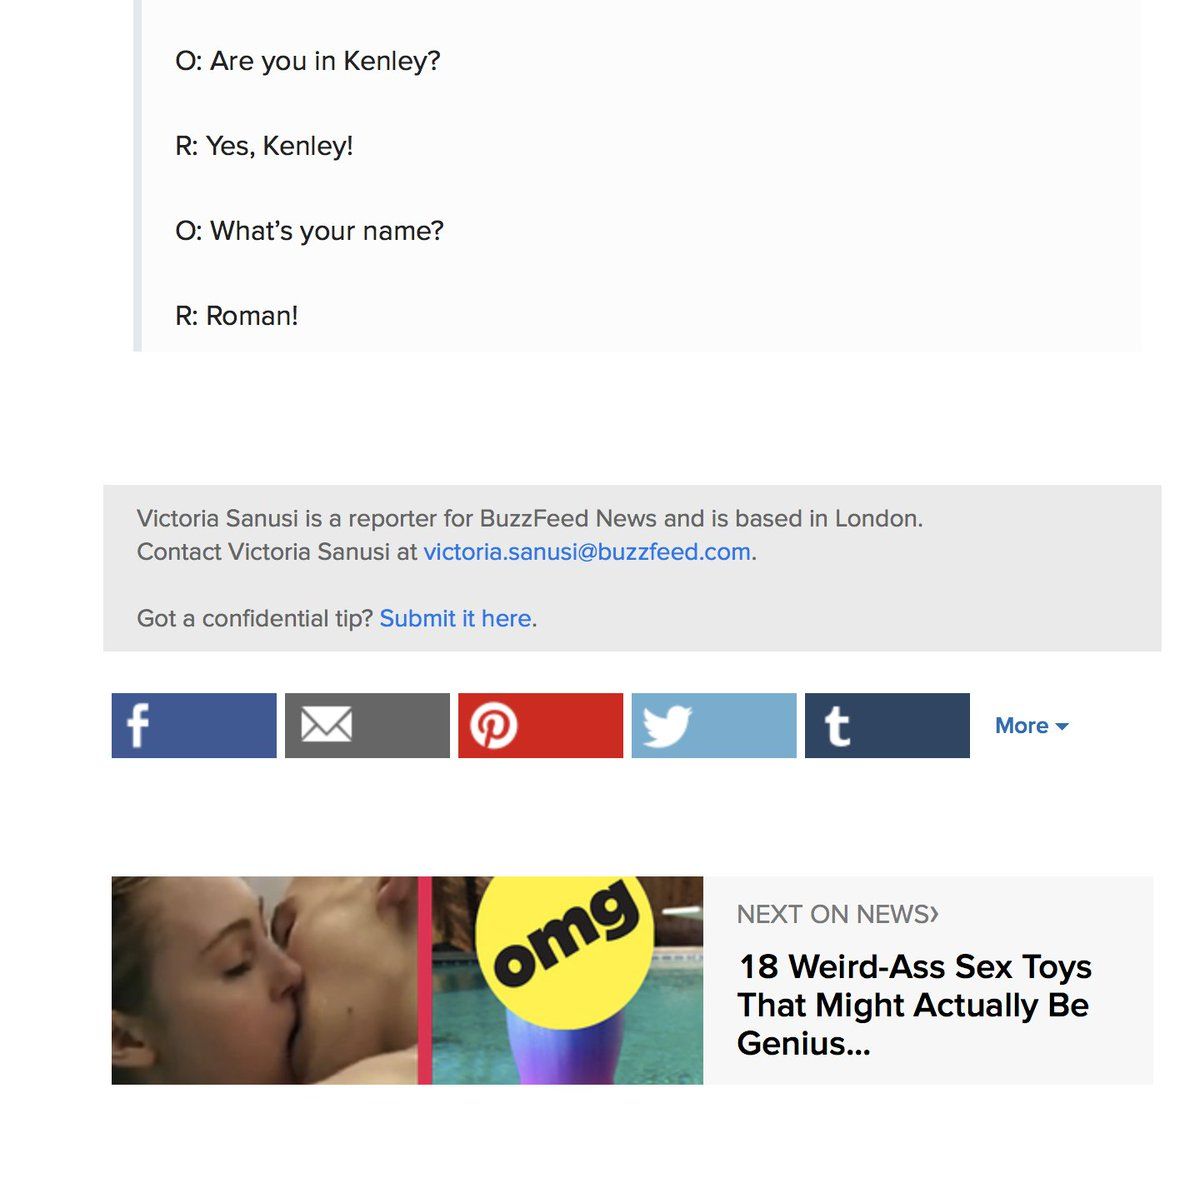 O: Are you in Kenley?
R: Yes, Kenley!
O: What’s your name?
R: Roman!
Victoria Sanusi is a reporter for BuzzFeed News and is based in London.
Contact Victoria Sanusi at victoria.sanusi@buzzfeed.com.
Got a confidential tip? Submit it here.
More
omg
NEXT ON NEWS›
18 Weird-Ass Sex Toys
That Might Actually Be
Genius...